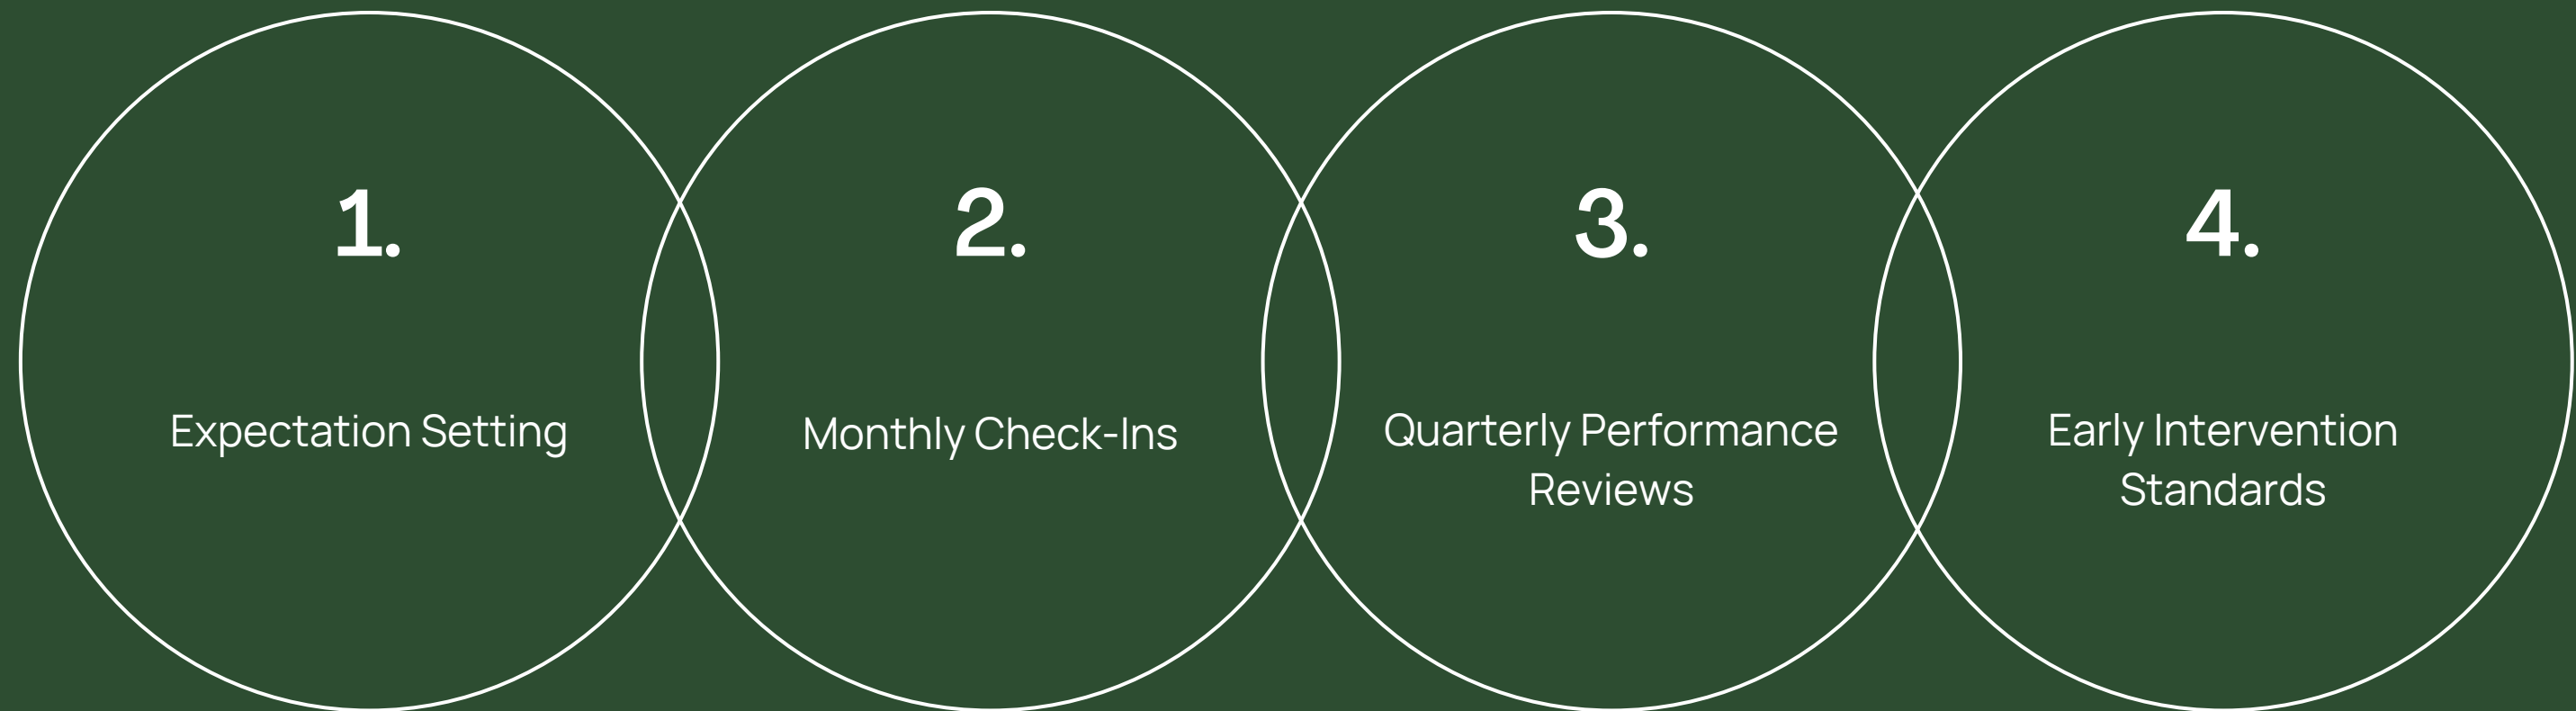 1.
Expectation Setting
2.
Monthly Check-Ins
3.
Quarterly Performance
Reviews
4.
Early Intervention
Standards